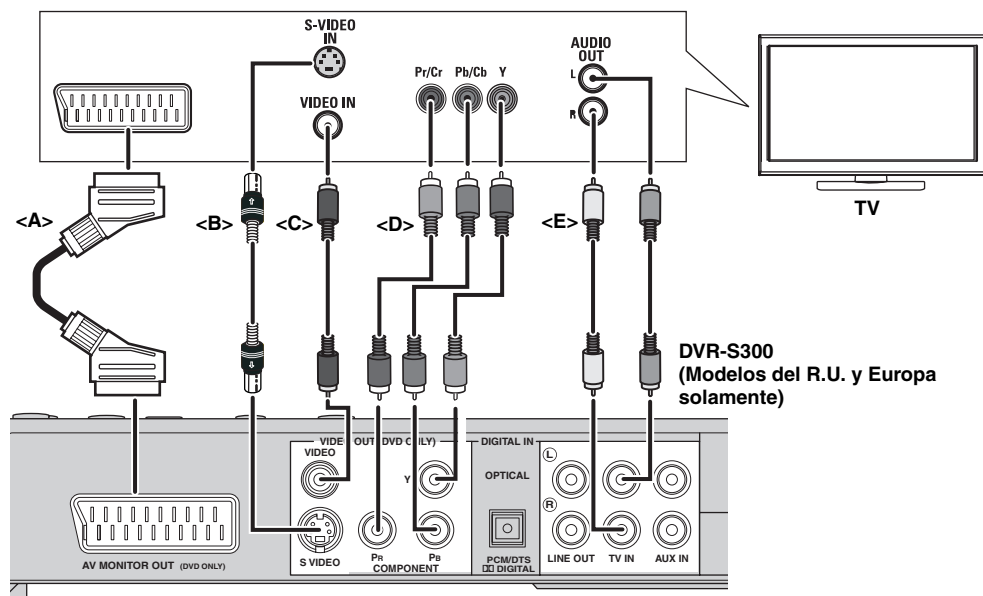 S-VIDEO
IN
AUDIO
OUT
Pr/Cr Pb/Cb Y
L
VIDEO IN
R
<A>
<B>
<C>
<D>
<E>
TV
DVR-S300
(Modelos del R.U. y Europa
solamente)
VIDEO OUT (DVD ONLY)
VIDEO
DIGITAL IN
L
Y
OPTICAL
R
S VIDEO
PR
PB
COMPONENT
PCM/DTS
DIGITAL
LINE OUT
TV IN
AUX IN
AV MONITOR OUT (DVD ONLY)